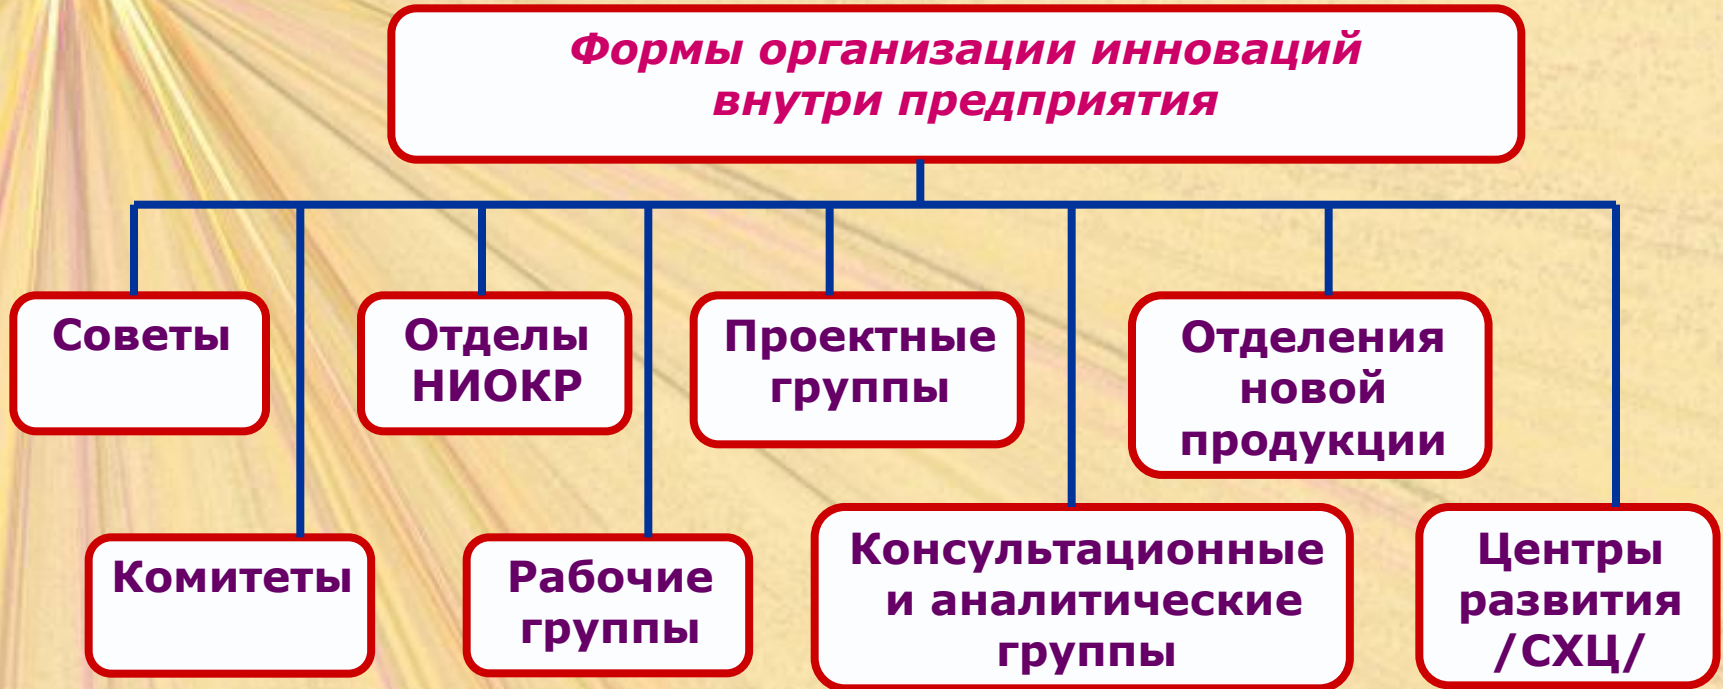 Формы организации инноваций
внутри предприятия
Советы
Отделы
НИОКР
Проектные
группы
Отделения
новой
продукции
Комитеты
Рабочие
группы
Консультационные
и аналитические
группы
Центры
развития
/СХЦ/